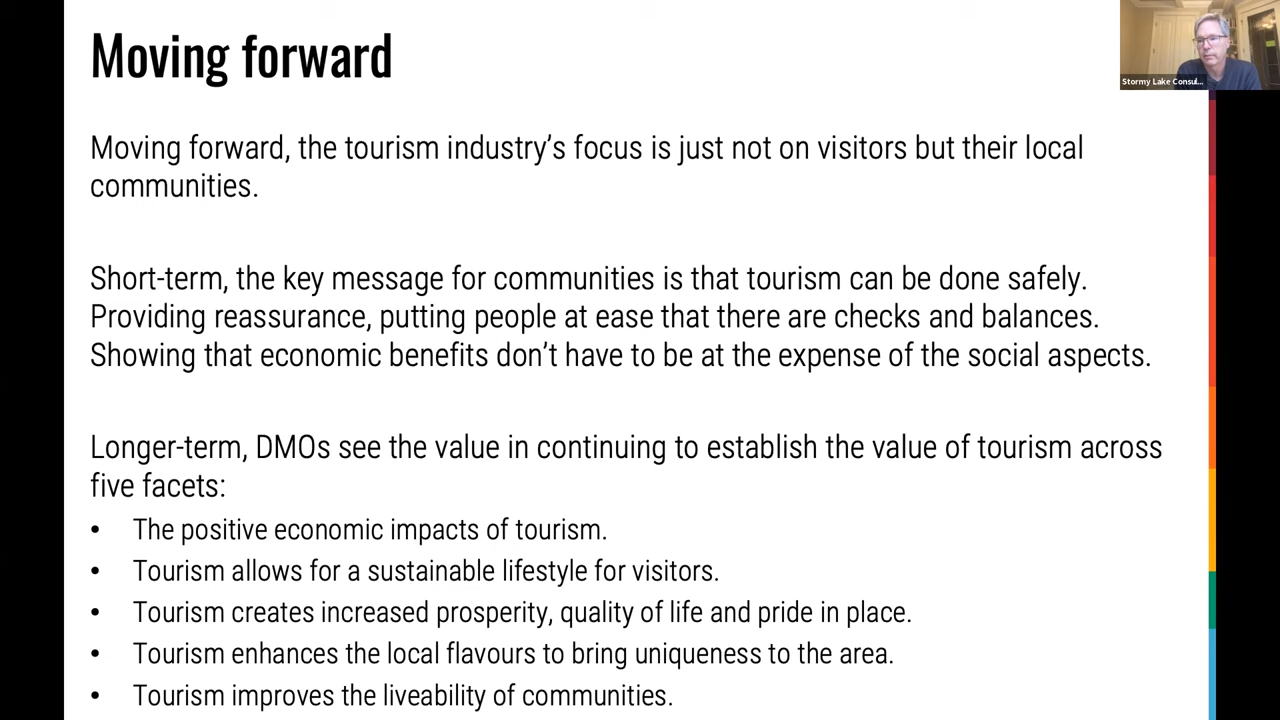 Moving forward
Stormy Lake Consul...
Moving forward, the tourism industry’s focus is just not on visitors but their local
communities.
Short-term, the key message for communities is that tourism can be done safely.
Providing reassurance, putting people at ease that there are checks and balances.
Showing that economic benefits don’t have to be at the expense of the social aspects.
Longer-term, DMOs see the value in continuing to establish the value of tourism across
five facets:
• The positive economic impacts of tourism.
• Tourism allows for a sustainable lifestyle for visitors.
• Tourism creates increased prosperity, quality of life and pride in place.
• Tourism enhances the local flavours to bring uniqueness to the area.
• Tourism improves the liveability of communities.